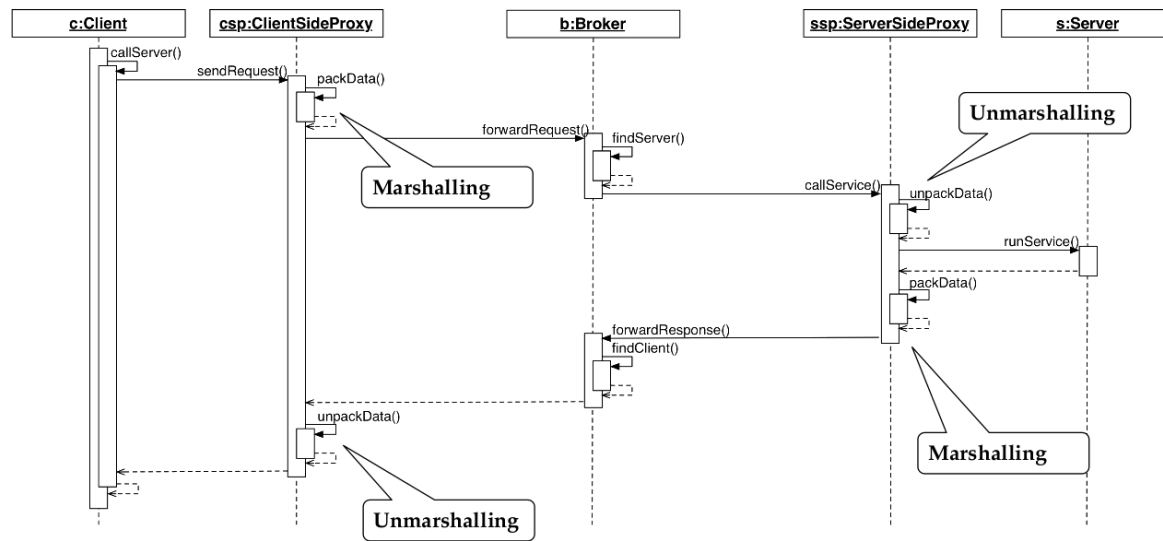 c:Client
csp:ClientSideProxy
b:Broker
ssp:ServerSideProxy
s:Server
callServer()
sendRequest()
packData()
Marshalling
forwardRequest()
findServer()
callService()
Unmarshalling
unpackData()
runService()
packData()
forwardResponse()
findClient()
Marshalling
unpackData()
Unmarshalling